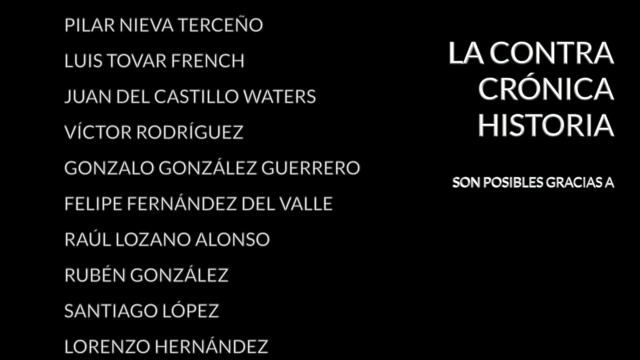 PILAR NIEVA TERCEÑO
LUIS TOVAR FRENCH
JUAN DEL CASTILLO WATERS
VÍCTOR RODRÍGUEZ
GONZALO GONZÁLEZ GUERRERO
FELIPE FERNÁNDEZ DEL VALLE
RAÚL LOZANO ALONSO
RUBÉN GONZÁLEZ
SANTIAGO LÓPEZ
LORENZO HERNÁNDEZ
LA CONTRA
CRÓNICA
HISTORIA
SON POSIBLES GRACIAS A